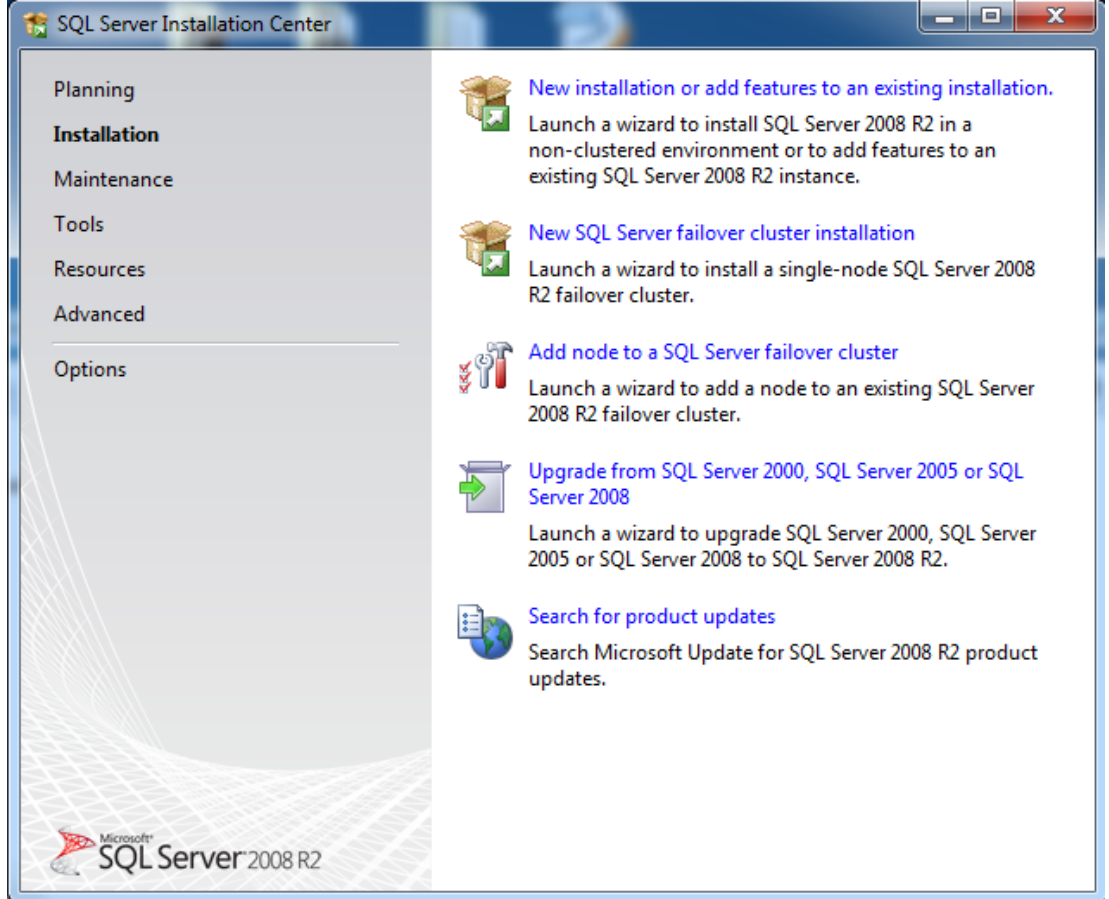 SQL Server Installation Center
Planning
Installation
Maintenance
Tools
Resources
Advanced
Options
New installation or add features to an existing installation.
Launch a wizard to install SQL Server 2008 R2 in a
non-clustered environment or to add features to an
existing SQL Server 2008 R2 instance.
New SQL Server failover cluster installation
Launch a wizard to install a single-node SQL Server 2008
R2 failover cluster.
Add node to a SQL Server failover cluster
Launch a wizard to add a node to an existing SQL Server
2008 R2 failover cluster.
Upgrade from SQL Server 2000, SQL Server 2005 or SQL
Server 2008
Launch a wizard to upgrade SQL Server 2000, SQL Server
2005 or SQL Server 2008 to SQL Server 2008 R2.
Search for product updates
Search Microsoft Update for SQL Server 2008 R2 product
updates.
Microsoft®
SQL Server 2008 R2